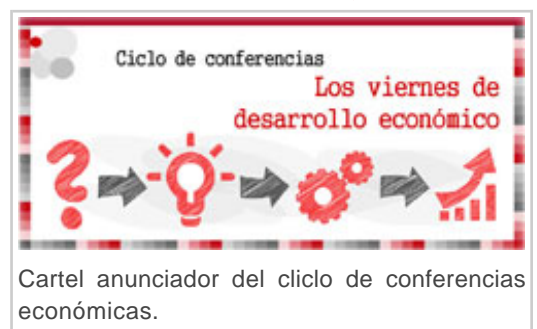 Ciclo de conferencias
Los viernes de
desarrollo económico
Cartel anunciador del cliclo de conferencias
económicas.